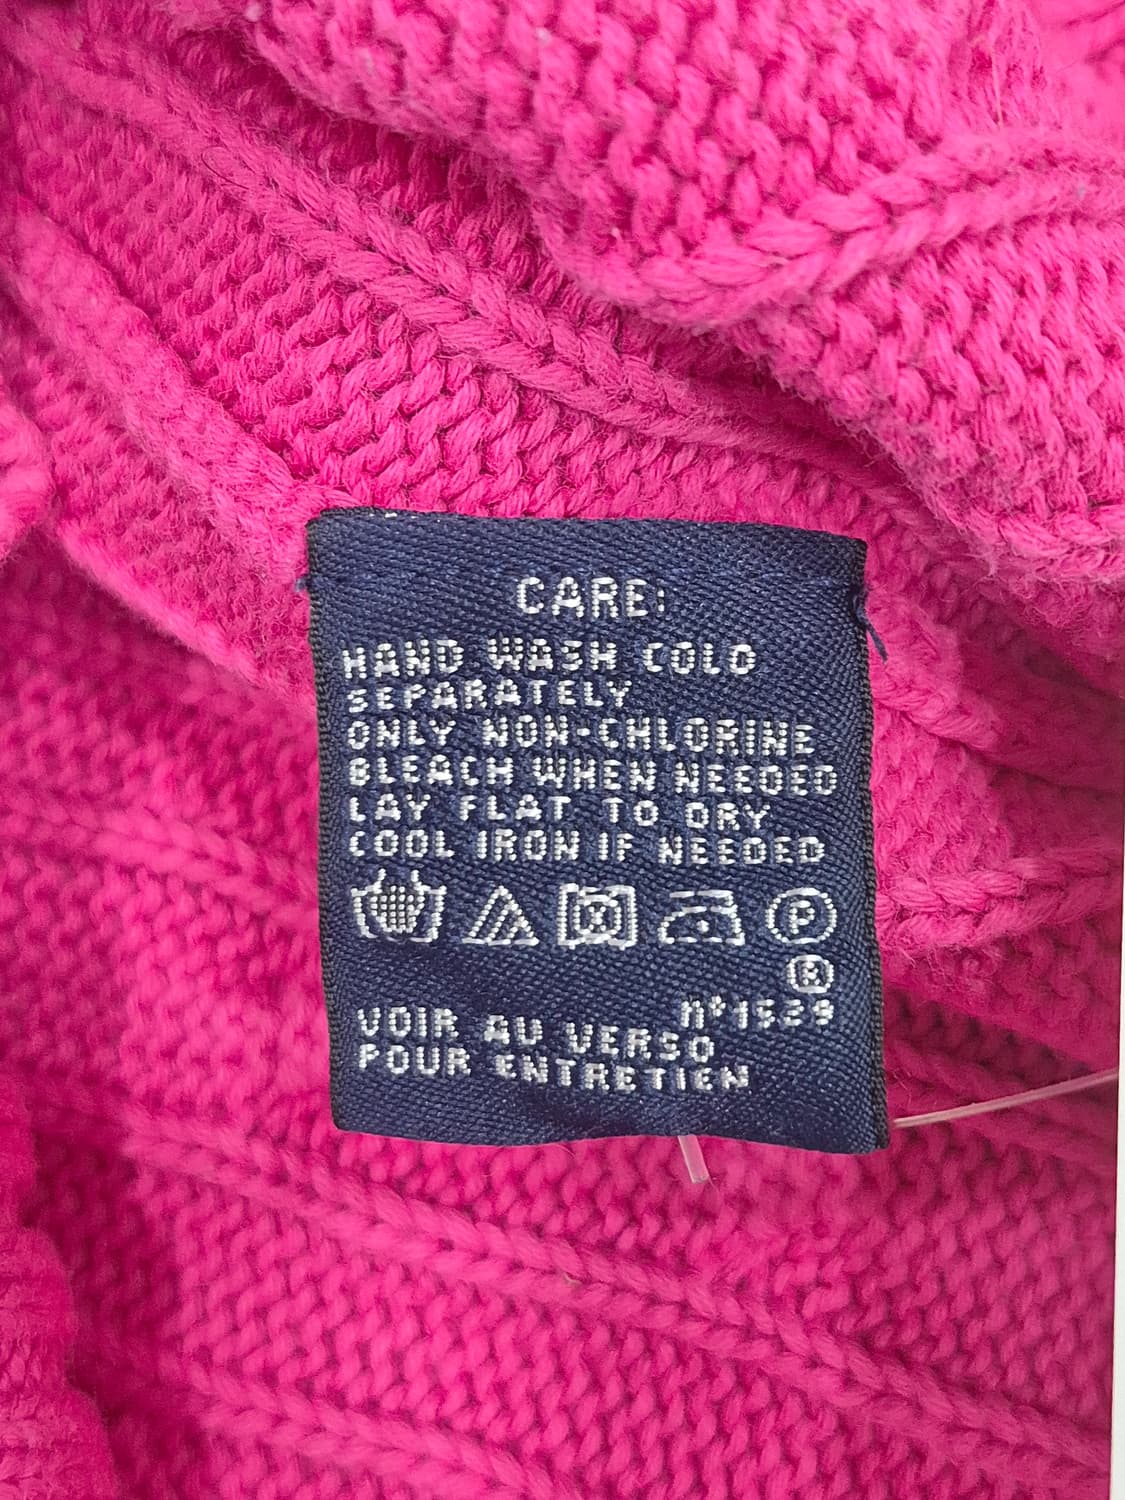 CARE:
HAND WASH COLD
SEPARATELY
ONLY NON-CHLORINE
BLEACH WHEN NEEDED
LAY FLAT TO DRY
COOL IRON IF NEEDED
P
n°1529
VOIR AU VERSO
POUR ENTRETIEN